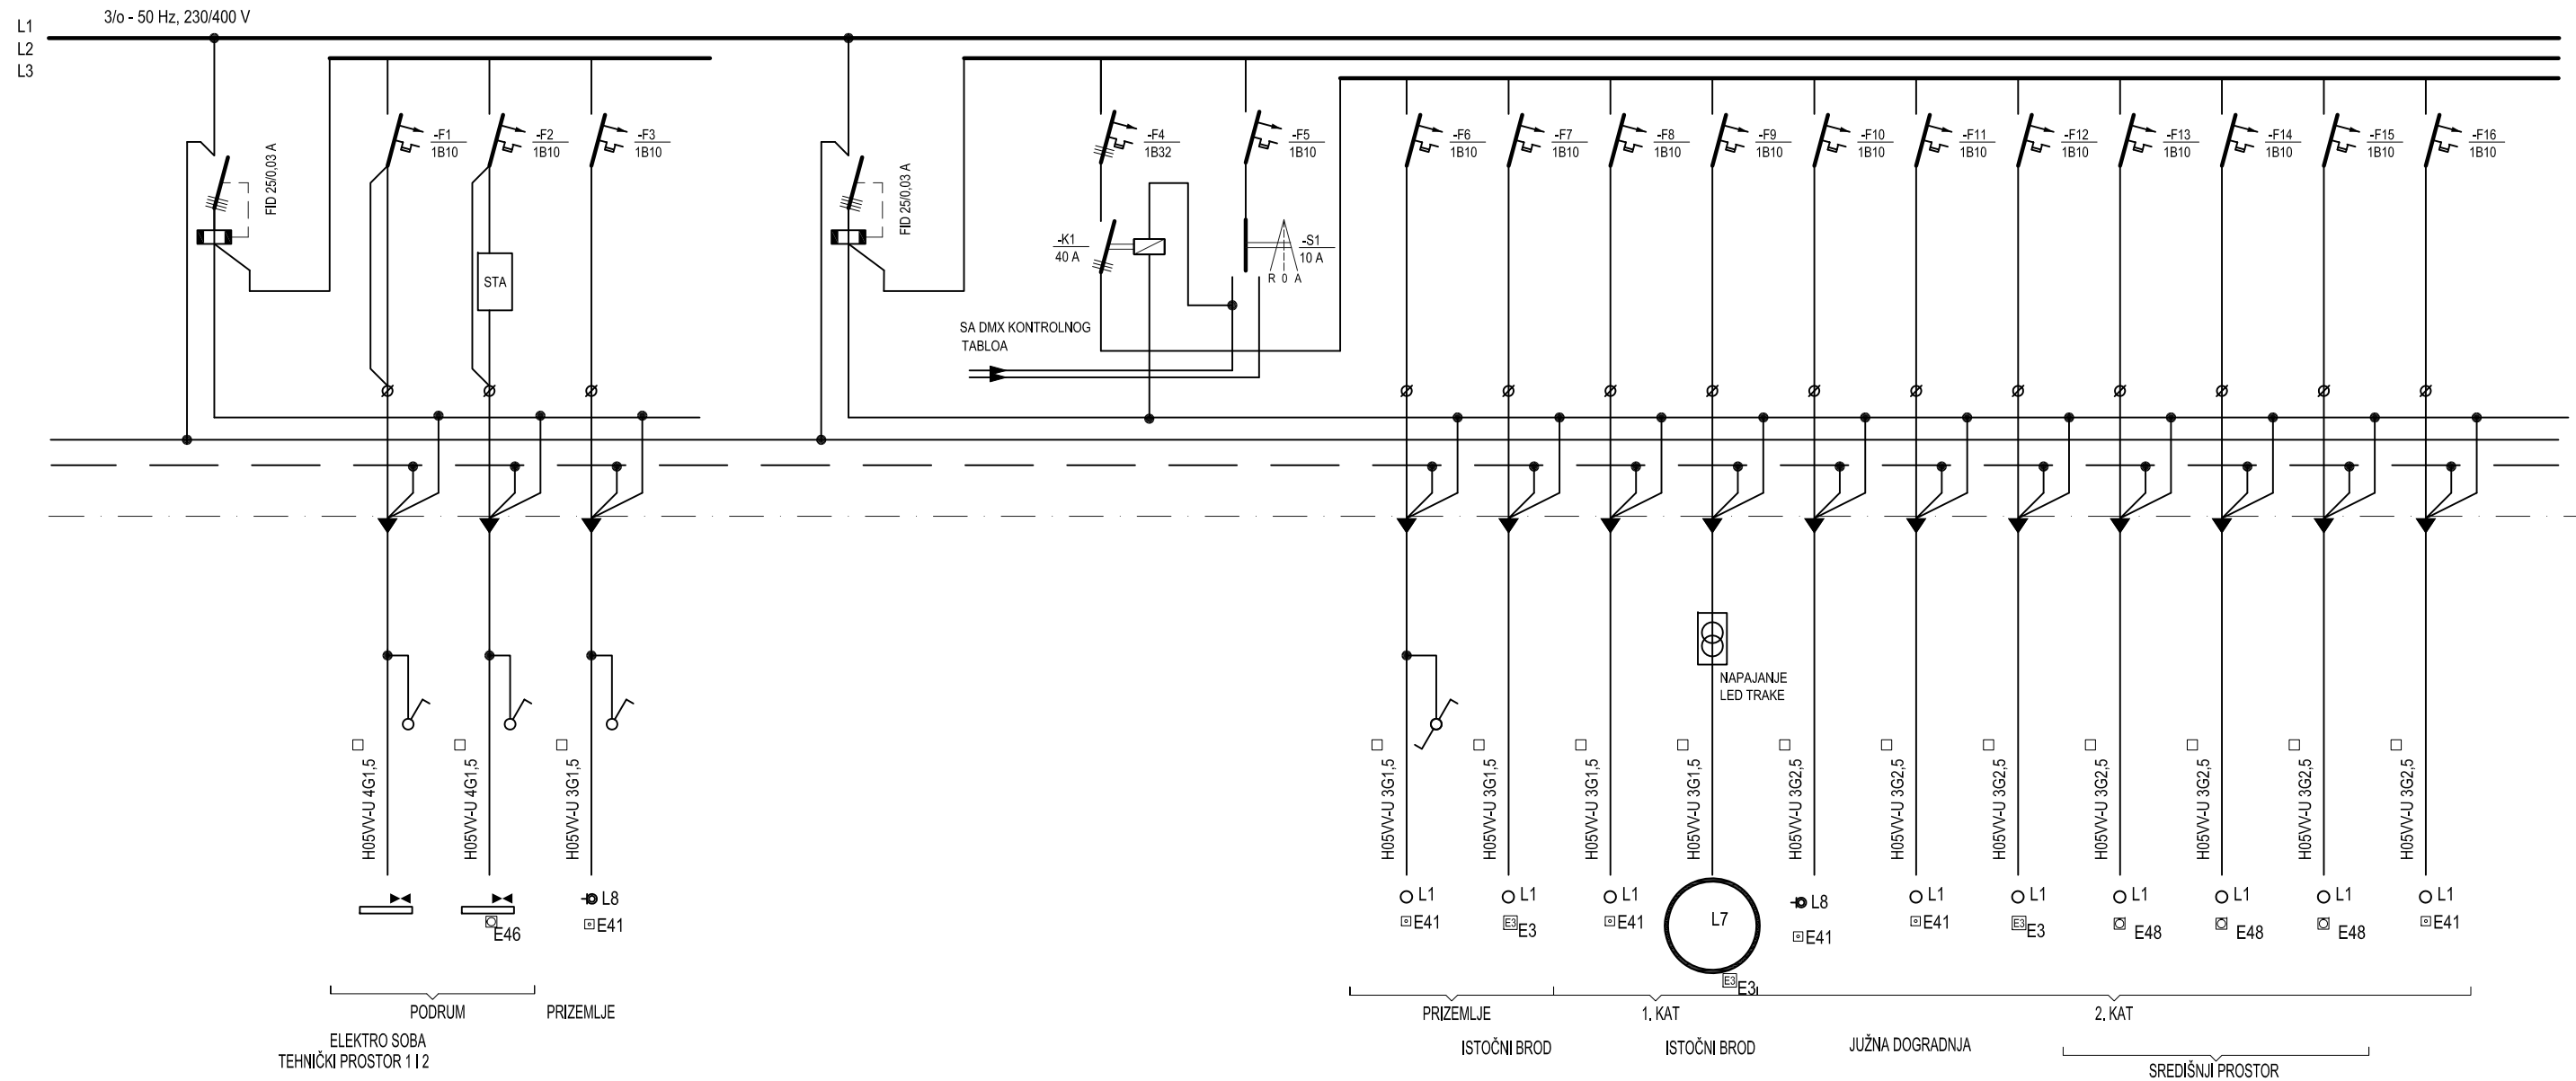 3/o - 50 Hz, 230/400 V
L1
L2
L3
FID 25/0,03 A
-F1
1B10
-F2
1B10
-F3
1B10
STA
FID 25/0,03 A
-F4
1B32
-F5
1B10
-K1
40 A
-S1
10 A
R 0 A
SA DMX KONTROLNOG
TABLOA
-F6
1B10
-F7
1B10
-F8
1B10
-F9
1B10
-F10
1B10
-F11
1B10
-F12
1B10
-F13
1B10
-F14
1B10
-F15
1B10
-F16
1B10
NAPAJANJE
LED TRAKE
H05VV-U 4G1,5
H05VV-U 4G1,5
H05VV-U 3G1,5
H05VV-U 3G1,5
H05VV-U 3G1,5
H05VV-U 3G1,5
H05VV-U 3G1,5
H05VV-U 3G2,5
H05VV-U 3G2,5
H05VV-U 3G2,5
H05VV-U 3G2,5
H05VV-U 3G2,5
H05VV-U 3G2,5
H05VV-U 3G2,5
E46
L8
E41
L1
E41
L1
E3 E3
L1
E41
L7
E3 E3
L8
E41
L1
E41
L1
E3 E3
L1
E48
L1
E48
L1
E48
L1
E41
PODRUM
PRIZEMLJE
ELEKTRO SOBA
TEHNIČKI PROSTOR 1 I 2
PRIZEMLJE
1. KAT
2. KAT
ISTOČNI BROD
ISTOČNI BROD
JUŽNA DOGRADNJA
SREDIŠNJI PROSTOR